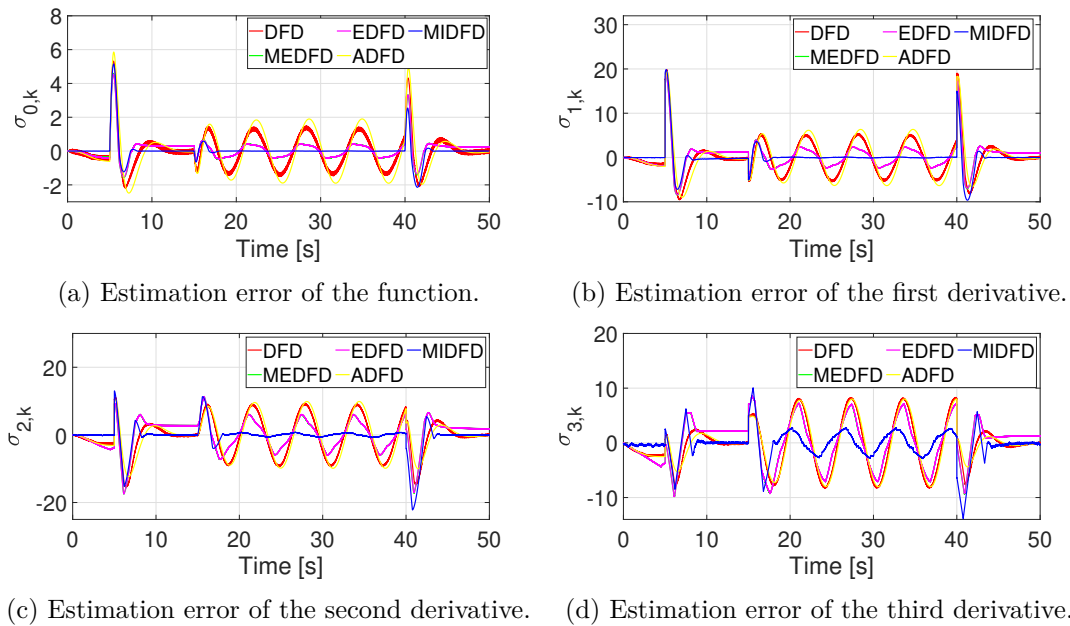 DFD EDFD MIDFD
MEDFD ADFD
8
6
4
2
0
-2
σ0,k
0 10 20 30 40 50
Time [s]
(a) Estimation error of the function.
DFD EDFD MIDFD
MEDFD ADFD
30
20
10
0
-10
σ1,k
0 10 20 30 40 50
Time [s]
(b) Estimation error of the first derivative.
DFD EDFD MIDFD
MEDFD ADFD
20
0
-20
σ2,k
0 10 20 30 40 50
Time [s]
(c) Estimation error of the second derivative.
DFD EDFD MIDFD
MEDFD ADFD
20
10
0
-10
σ3,k
0 10 20 30 40 50
Time [s]
(d) Estimation error of the third derivative.